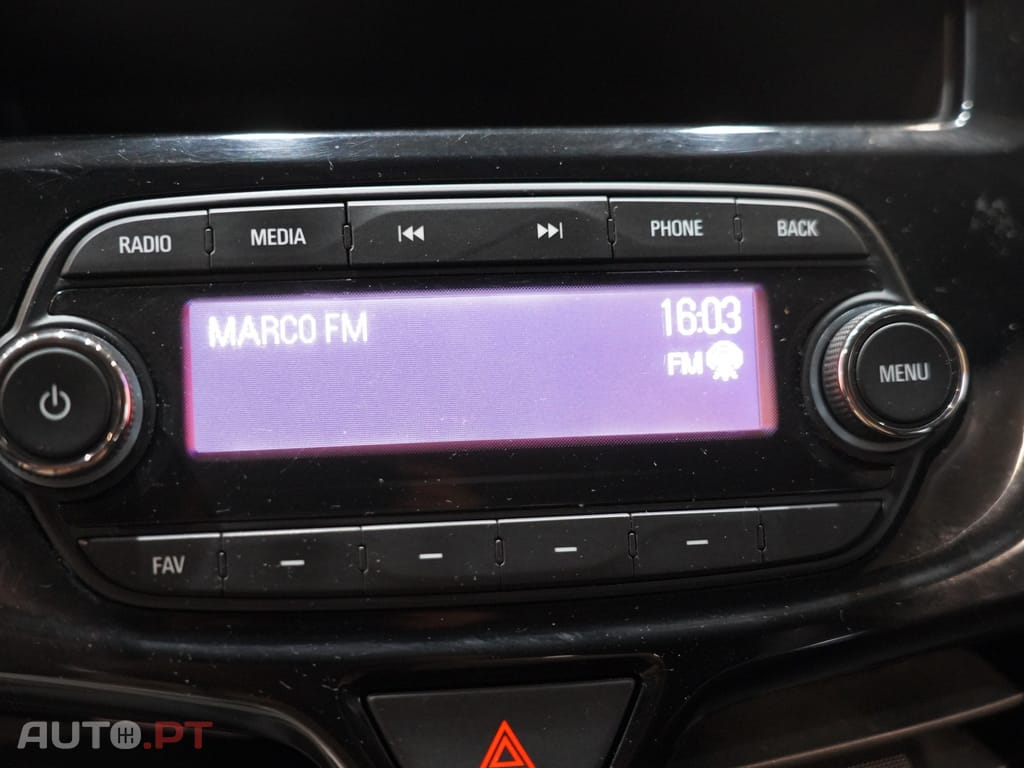 RADIO MEDIA PHONE BACK
MARCO FM 16:03
FM
MENU
FAV
AUTO.PT